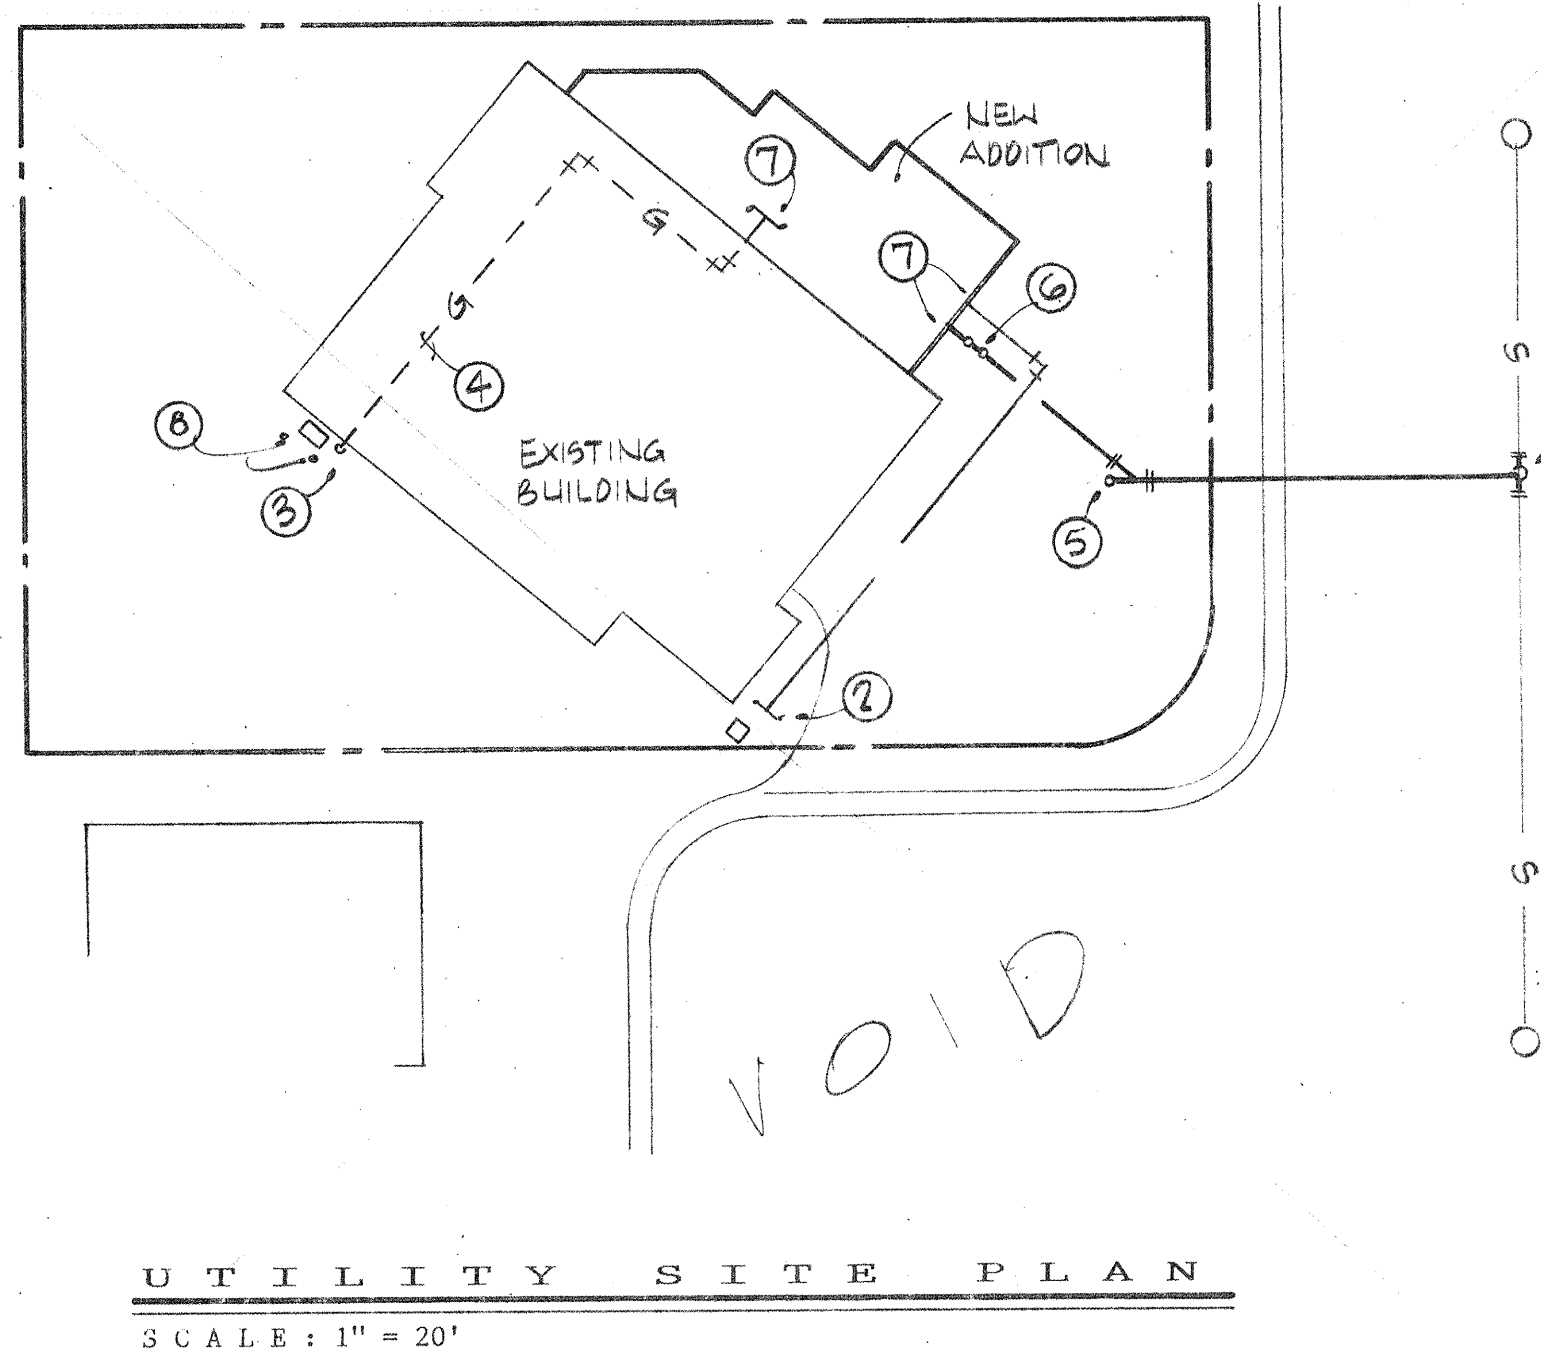 NEW
ADDITION
7
7
6
G
G
4
8
3
EXISTING
BUILDING
5
2
S
S
VOID
UTILITY SITE PLAN
SCALE: 1" = 20'